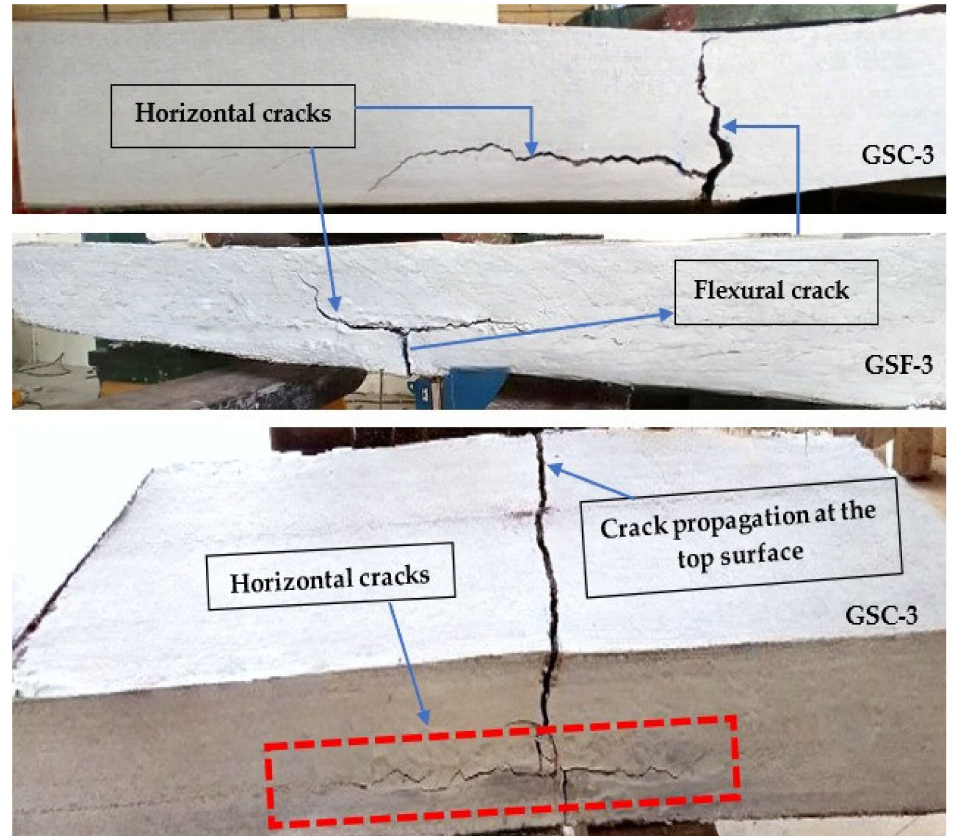 Horizontal cracks
GSC-3
Flexural crack
GSF-3
Crack propagation at the
top surface
Horizontal cracks
GSC-3